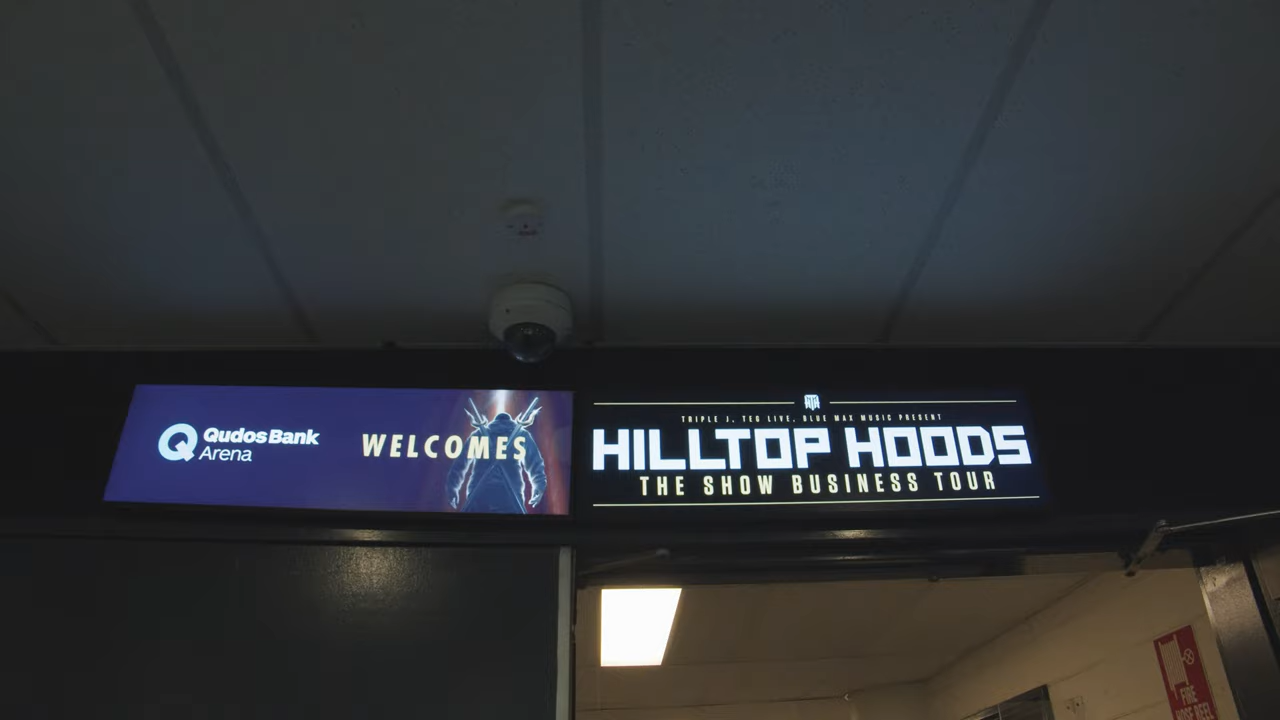 Qudos Bank
Arena
WELCOMES
TRIPLE J, TEG LIVE, BLUE MAX MUSIC PRESENT
HILLTOP HOODS
THE SHOW BUSINESS TOUR
FIRE
HOSE REEL